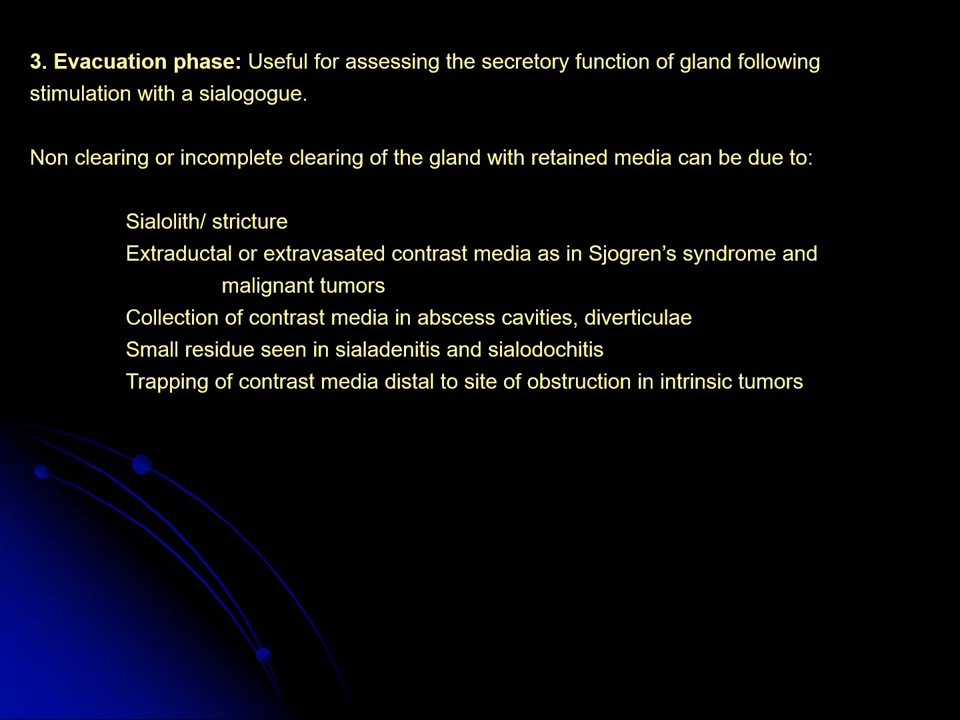 3. Evacuation phase: Useful for assessing the secretory function of gland following
stimulation with a sialogogue.
Non clearing or incomplete clearing of the gland with retained media can be due to:
Sialolith/ stricture
Extraductal or extravasated contrast media as in Sjogren’s syndrome and
malignant tumors
Collection of contrast media in abscess cavities, diverticulae
Small residue seen in sialadenitis and sialodochitis
Trapping of contrast media distal to site of obstruction in intrinsic tumors